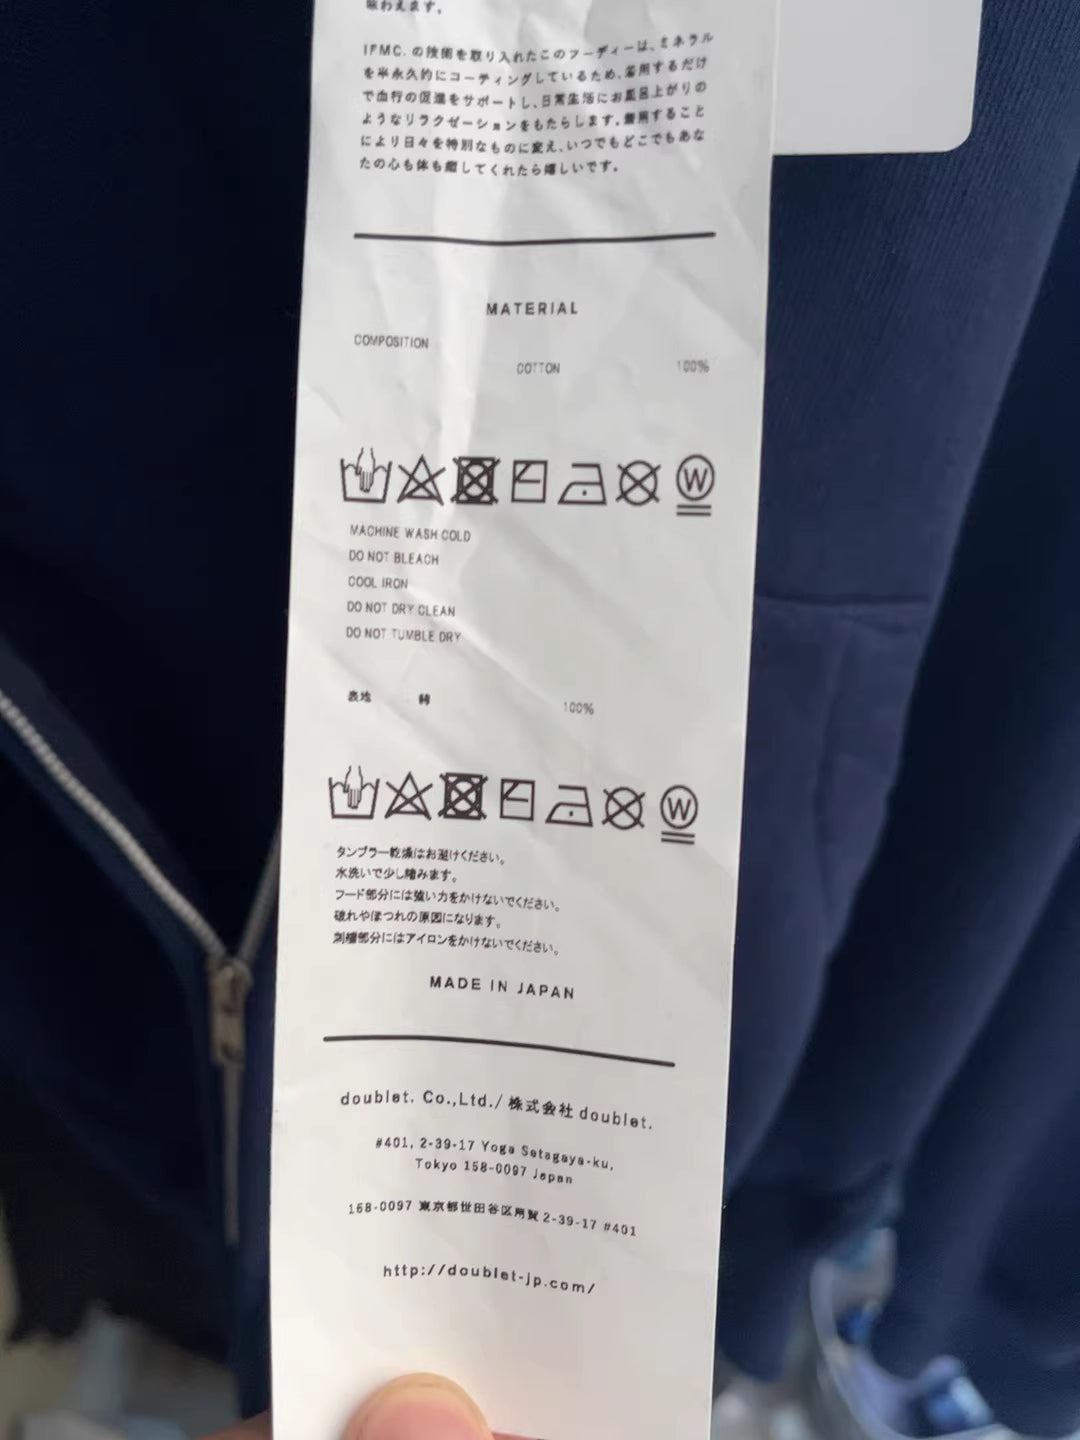 味わえます。
IFMC. の技術を取り入れたこのフーディーは、ミネラル
を半永久的にコーティングしているため、着用するだけ
で血行の促進をサポートし、日常生活にお風呂上がりの
ようなリラクゼーションをもたらします。着用すること
により日々を特別なものに変え、いつでもどこでもあな
たの心も体も癒してくれたら嬉しいです。
MATERIAL
COMPOSITION
COTTON 100%
W
MACHINE WASH COLD
DO NOT BLEACH
COOL IRON
DO NOT DRY CLEAN
DO NOT TUMBLE DRY
表地 綿 100%
W
タンブラー乾燥はお避けください。
水洗いで少し縮みます。
フード部分には強い力をかけないでください。
破れやほつれの原因になります。
刺繍部分にはアイロンをかけないでください。
MADE IN JAPAN
doublet. Co.,Ltd./ 株式会社 doublet.
#401, 2-39-17 Yoga Setagaya-ku,
Tokyo 158-0097 Japan
158-0097 東京都世田谷区用賀 2-39-17 #401
http://doublet-jp.com/